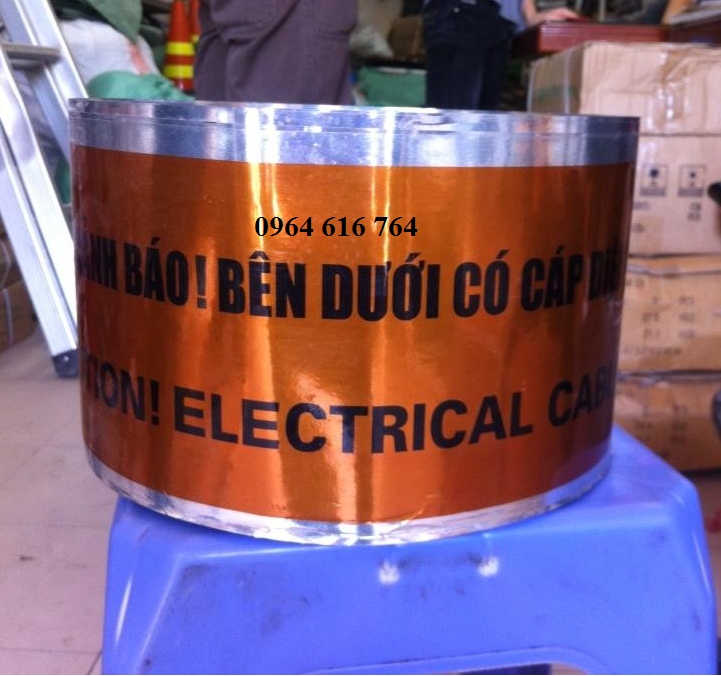 0964 616 764
BÁO! BÊN DƯỚI CÓ CÁP
ELECTRICAL